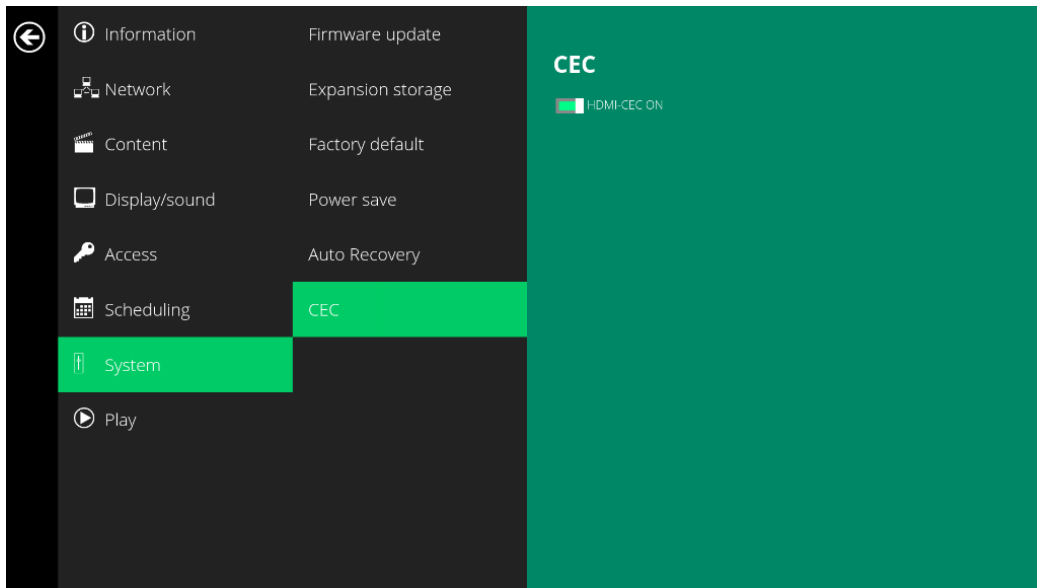 Information
Network
Content
Display/sound
Access
Scheduling
System
Play
Firmware update
Expansion storage
Factory default
Power save
Auto Recovery
CEC
CEC
HDMI-CEC ON